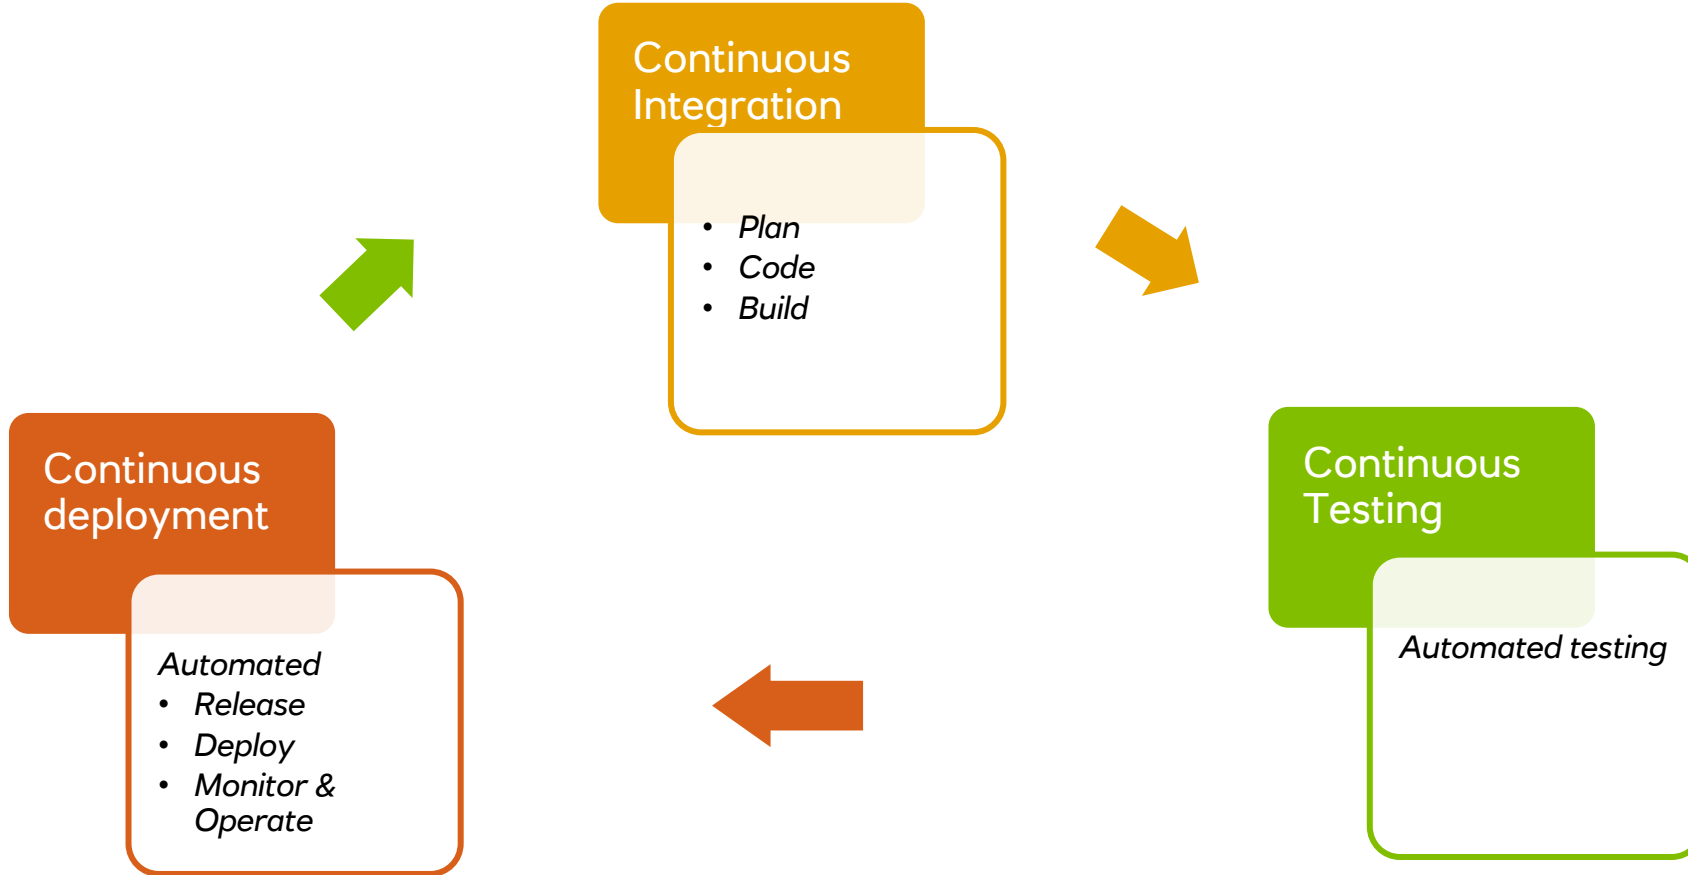 Continuous
Integration
• Plan
• Code
• Build
Continuous
Testing
Automated testing
Continuous
deployment
Automated
• Release
• Deploy
• Monitor &
Operate